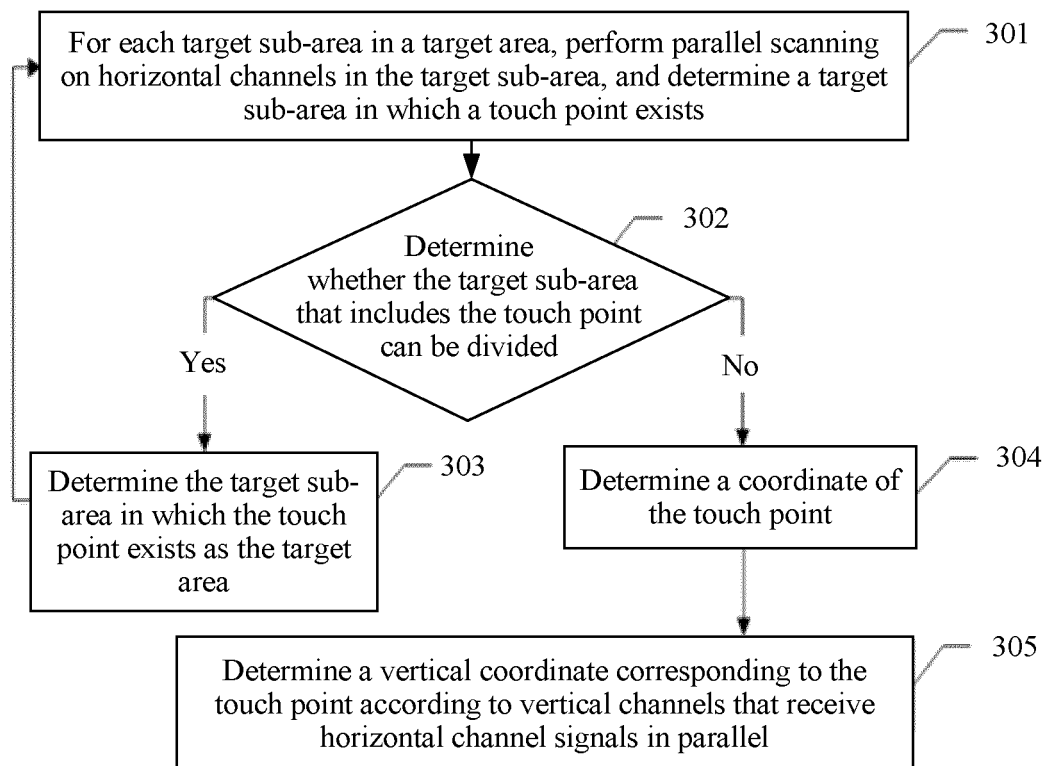 For each target sub-area in a target area, perform parallel scanning
on horizontal channels in the target sub-area, and determine a target
sub-area in which a touch point exists
301
302
Determine
whether the target sub-area
that includes the touch point
can be divided
Yes
No
303
Determine the target sub-
area in which the touch
point exists as the target
area
304
Determine a coordinate of
the touch point
305
Determine a vertical coordinate corresponding to the
touch point according to vertical channels that receive
horizontal channel signals in parallel